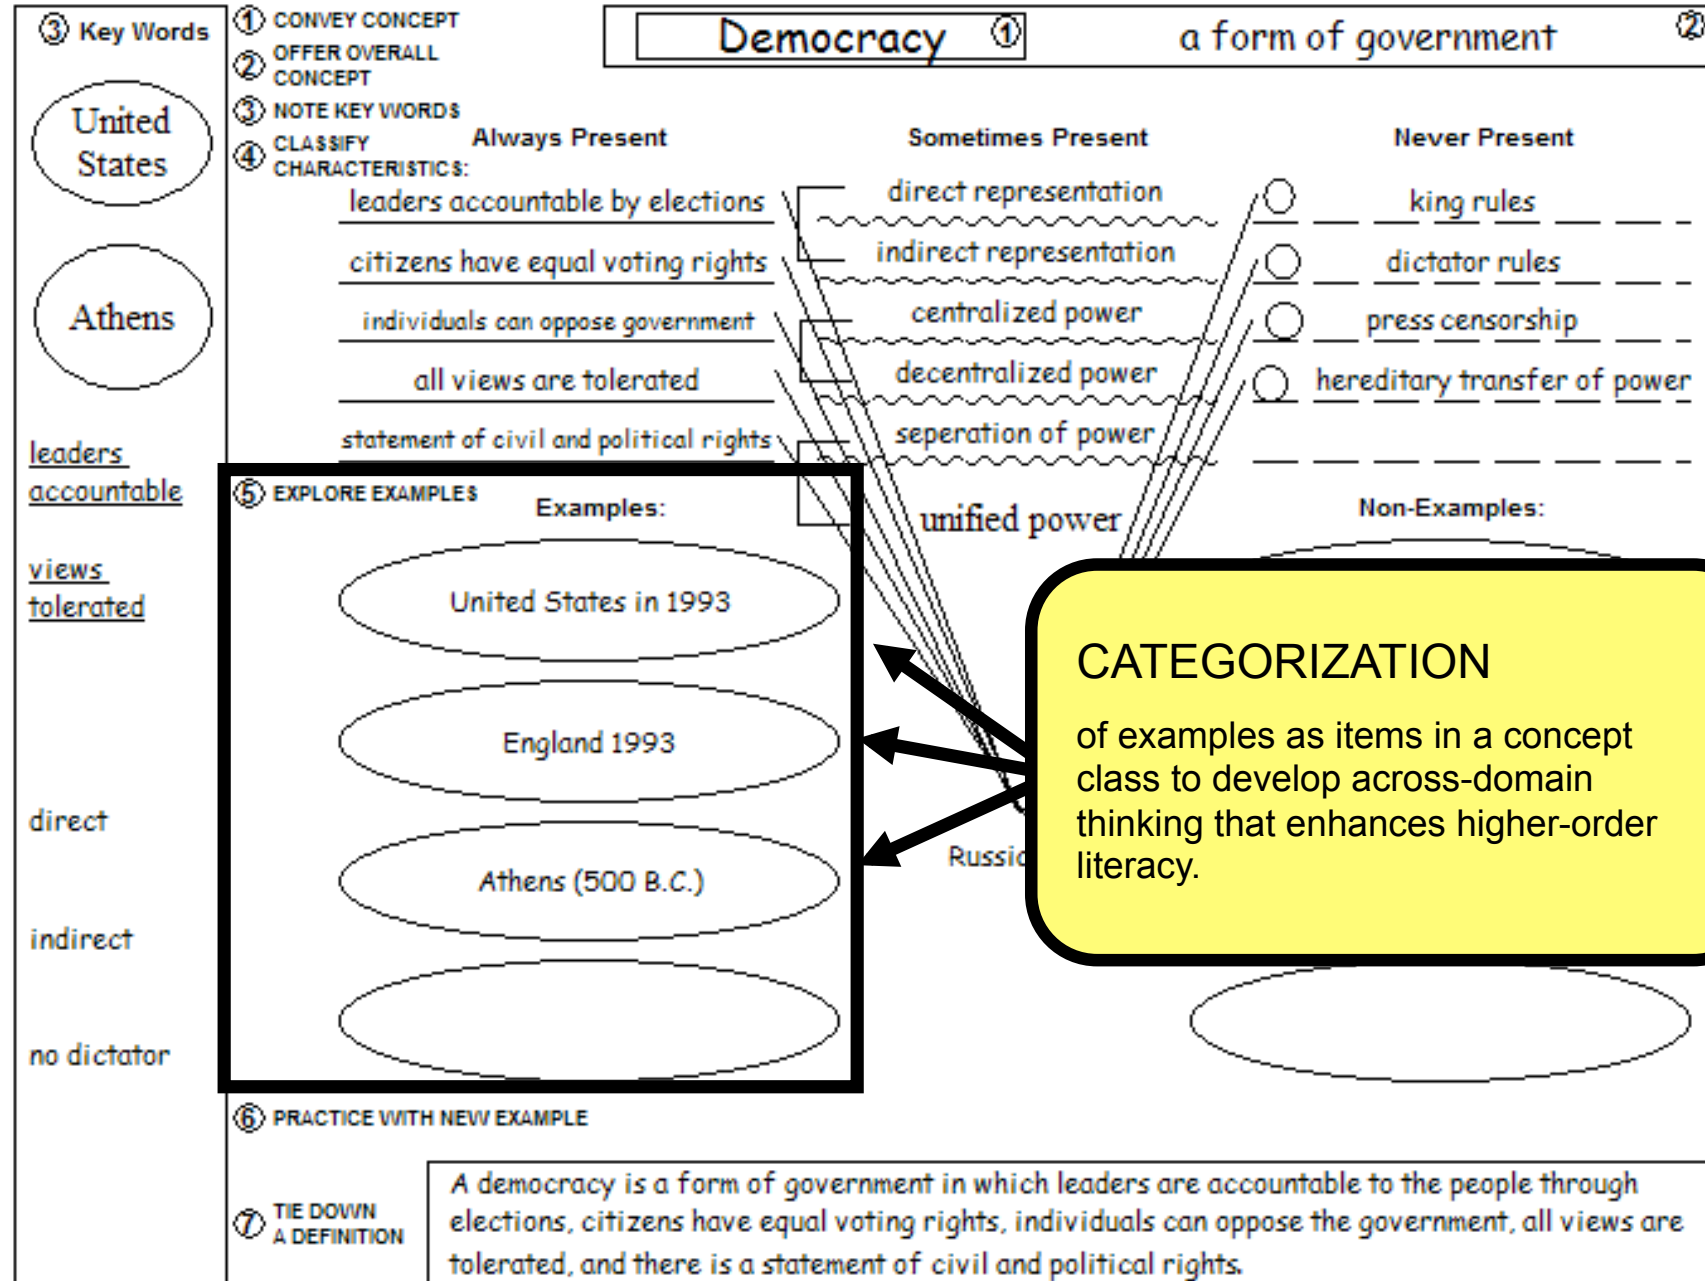 ③ Key Words
United
States
Athens
leaders
accountable
views
tolerated
direct
indirect
no dictator
① CONVEY CONCEPT
② OFFER OVERALL
CONCEPT
③ NOTE KEY WORDS
④ CLASSIFY
CHARACTERISTICS:
Democracy ① a form of government ②
Always Present
leaders accountable by elections
citizens have equal voting rights
individuals can oppose government
all views are tolerated
statement of civil and political rights
Sometimes Present
direct representation
indirect representation
centralized power
decentralized power
seperation of power
unified power
Never Present
king rules
dictator rules
press censorship
hereditary transfer of power
⑤ EXPLORE EXAMPLES
Examples:
United States in 1993
England 1993
Athens (500 B.C.)
Non-Examples:
CATEGORIZATION
of examples as items in a concept
class to develop across-domain
thinking that enhances higher-order
literacy.
⑥ PRACTICE WITH NEW EXAMPLE
⑦ TIE DOWN
A DEFINITION
A democracy is a form of government in which leaders are accountable to the people through
elections, citizens have equal voting rights, individuals can oppose the government, all views are
tolerated, and there is a statement of civil and political rights.